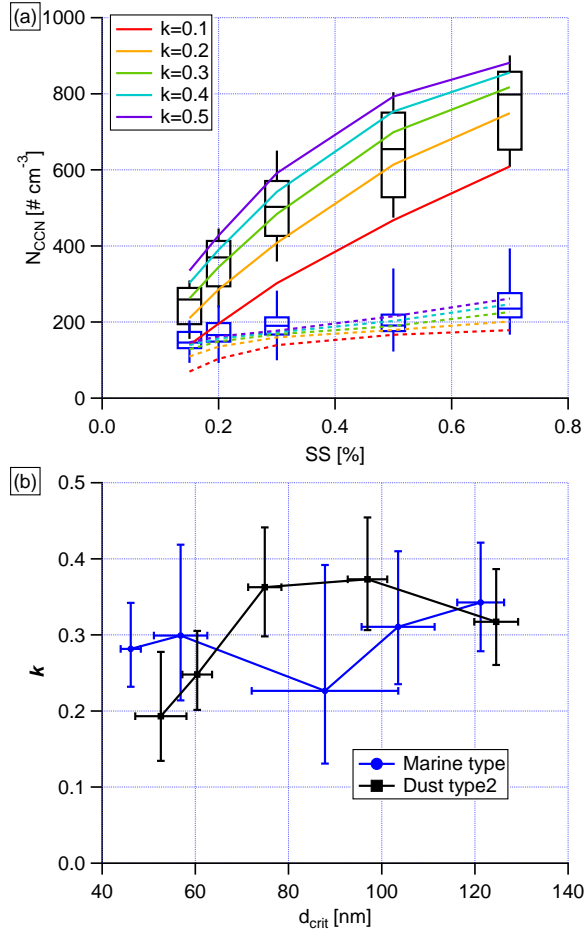 (a)
1000
800
600
400
200
0
N_CCN [# cm^-3]
k=0.1
k=0.2
k=0.3
k=0.4
k=0.5
0.0
0.2
0.4
0.6
0.8
SS [%]
(b)
0.5
0.4
0.3
0.2
0.1
0.0
k
Marine type
Dust type2
40
60
80
100
120
140
d_crit [nm]